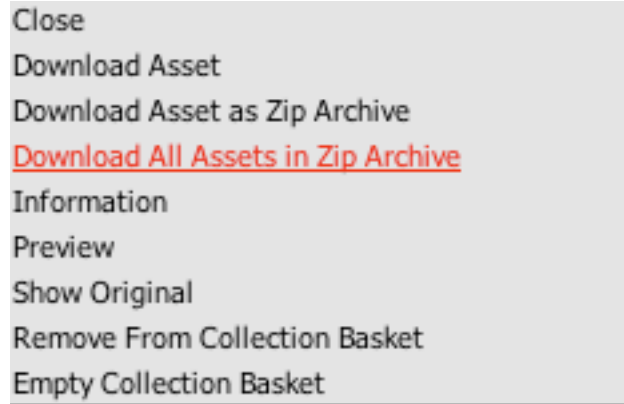 Close
Download Asset
Download Asset as Zip Archive
Download All Assets in Zip Archive
Information
Preview
Show Original
Remove From Collection Basket
Empty Collection Basket